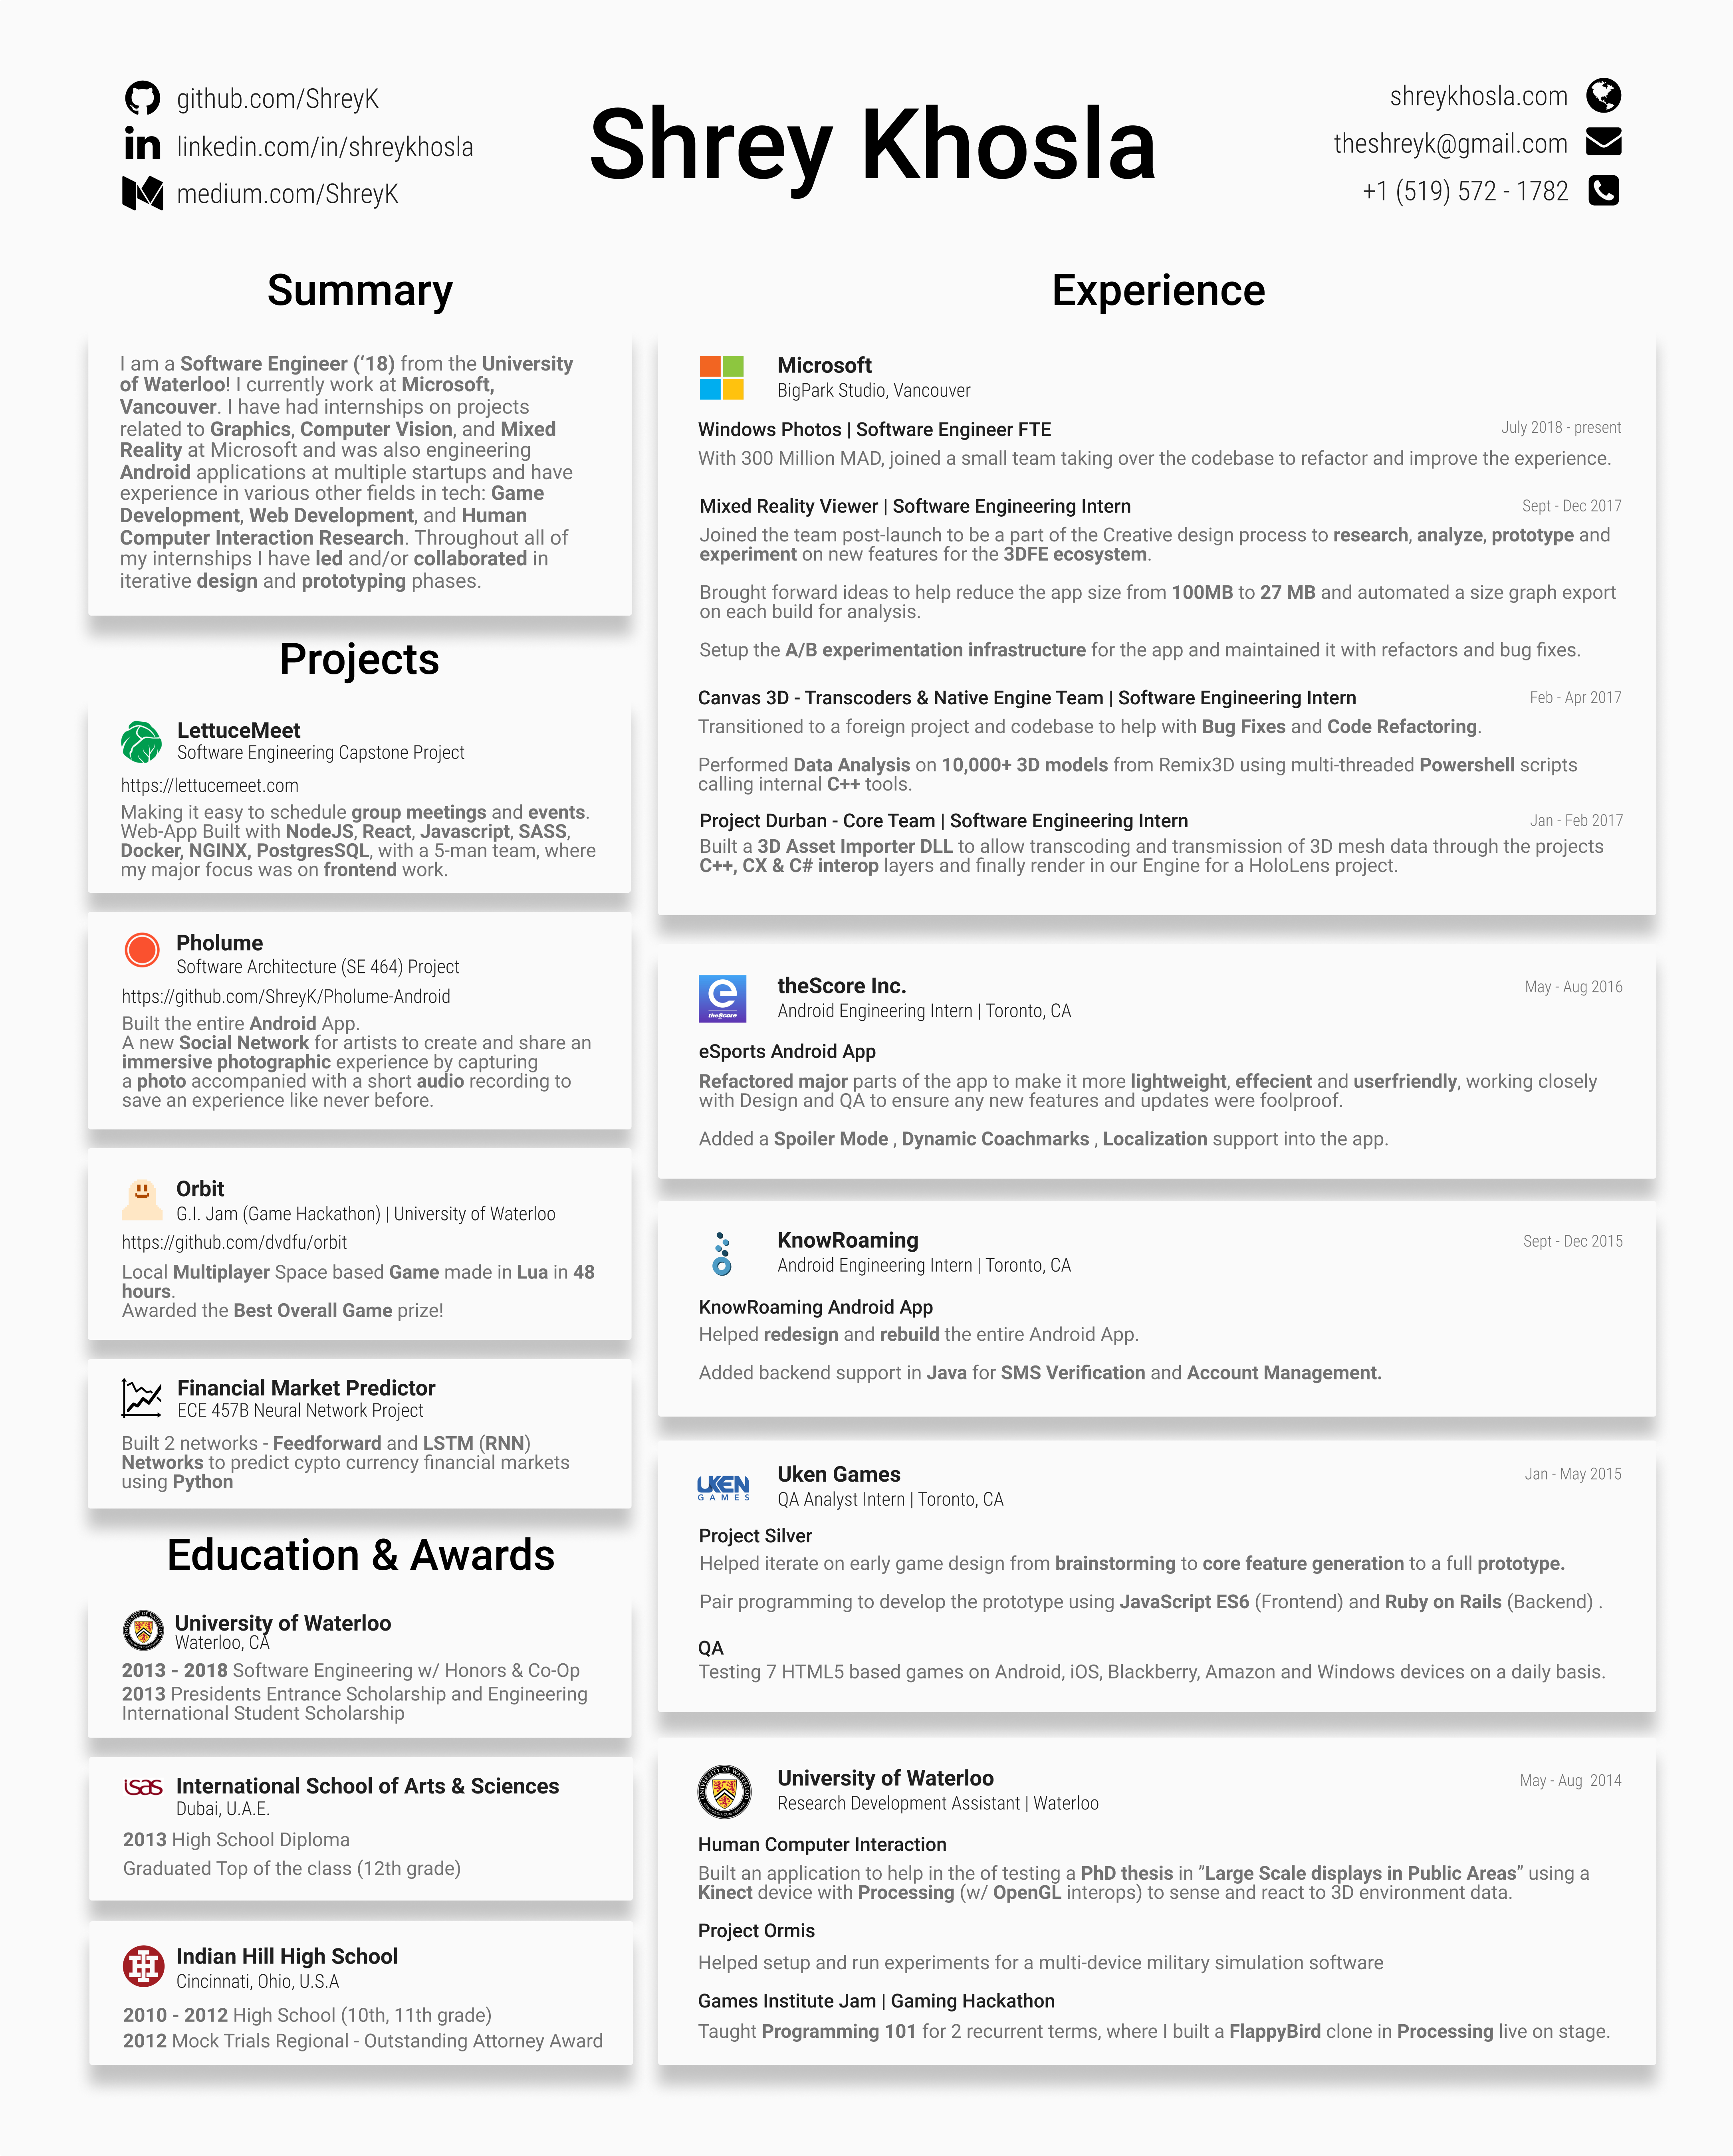 github.com/ShreyK
linkedin.com/in/shreykhosla
medium.com/ShreyK
Shrey Khosla
shreykhosla.com
theshreyk@gmail.com
+1 (519) 572 - 1782
Summary
I am a Software Engineer (‘18) from the University
of Waterloo! I currently work at Microsoft,
Vancouver. I have had internships on projects
related to Graphics, Computer Vision, and Mixed
Reality at Microsoft and was also engineering
Android applications at multiple startups and have
experience in various other fields in tech: Game
Development, Web Development, and Human
Computer Interaction Research. Throughout all of
my internships I have led and/or collaborated in
iterative design and prototyping phases.
Projects
LettuceMeet
Software Engineering Capstone Project
https://lettucemeet.com
Making it easy to schedule group meetings and events.
Web-App Built with NodeJS, React, Javascript, SASS,
Docker, NGINX, PostgresSQL, with a 5-man team, where
my major focus was on frontend work.
Pholume
Software Architecture (SE 464) Project
https://github.com/ShreyK/Pholume-Android
Built the entire Android App.
A new Social Network for artists to create and share an
immersive photographic experience by capturing
a photo accompanied with a short audio recording to
save an experience like never before.
Orbit
G.I. Jam (Game Hackathon) | University of Waterloo
https://github.com/dvdfu/orbit
Local Multiplayer Space based Game made in Lua in 48
hours.
Awarded the Best Overall Game prize!
Financial Market Predictor
ECE 457B Neural Network Project
Built 2 networks - Feedforward and LSTM (RNN)
Networks to predict cypto currency financial markets
using Python
Education & Awards
University of Waterloo
Waterloo, CA
2013 - 2018 Software Engineering w/ Honors & Co-Op
2013 Presidents Entrance Scholarship and Engineering
International Student Scholarship
isas
International School of Arts & Sciences
Dubai, U.A.E.
2013 High School Diploma
Graduated Top of the class (12th grade)
Indian Hill High School
Cincinnati, Ohio, U.S.A
2010 - 2012 High School (10th, 11th grade)
2012 Mock Trials Regional - Outstanding Attorney Award
Experience
Microsoft
BigPark Studio, Vancouver
Windows Photos | Software Engineer FTE
July 2018 - present
With 300 Million MAD, joined a small team taking over the codebase to refactor and improve the experience.
Mixed Reality Viewer | Software Engineering Intern
Sept - Dec 2017
Joined the team post-launch to be a part of the Creative design process to research, analyze, prototype and
experiment on new features for the 3DFE ecosystem.
Brought forward ideas to help reduce the app size from 100MB to 27 MB and automated a size graph export
on each build for analysis.
Setup the A/B experimentation infrastructure for the app and maintained it with refactors and bug fixes.
Canvas 3D - Transcoders & Native Engine Team | Software Engineering Intern
Feb - Apr 2017
Transitioned to a foreign project and codebase to help with Bug Fixes and Code Refactoring.
Performed Data Analysis on 10,000+ 3D models from Remix3D using multi-threaded Powershell scripts
calling internal C++ tools.
Project Durban - Core Team | Software Engineering Intern
Jan - Feb 2017
Built a 3D Asset Importer DLL to allow transcoding and transmission of 3D mesh data through the projects
C++, CX & C# interop layers and finally render in our Engine for a HoloLens project.
theScore
theScore Inc.
May - Aug 2016
Android Engineering Intern | Toronto, CA
eSports Android App
Refactored major parts of the app to make it more lightweight, effecient and userfriendly, working closely
with Design and QA to ensure any new features and updates were foolproof.
Added a Spoiler Mode , Dynamic Coachmarks , Localization support into the app.
KnowRoaming
Sept - Dec 2015
Android Engineering Intern | Toronto, CA
KnowRoaming Android App
Helped redesign and rebuild the entire Android App.
Added backend support in Java for SMS Verification and Account Management.
UKEN
GAMES
Uken Games
Jan - May 2015
QA Analyst Intern | Toronto, CA
Project Silver
Helped iterate on early game design from brainstorming to core feature generation to a full prototype.
Pair programming to develop the prototype using JavaScript ES6 (Frontend) and Ruby on Rails (Backend) .
QA
Testing 7 HTML5 based games on Android, iOS, Blackberry, Amazon and Windows devices on a daily basis.
University of Waterloo
May - Aug 2014
Research Development Assistant | Waterloo
Human Computer Interaction
Built an application to help in the of testing a PhD thesis in ”Large Scale displays in Public Areas” using a
Kinect device with Processing (w/ OpenGL interops) to sense and react to 3D environment data.
Project Ormis
Helped setup and run experiments for a multi-device military simulation software
Games Institute Jam | Gaming Hackathon
Taught Programming 101 for 2 recurrent terms, where I built a FlappyBird clone in Processing live on stage.